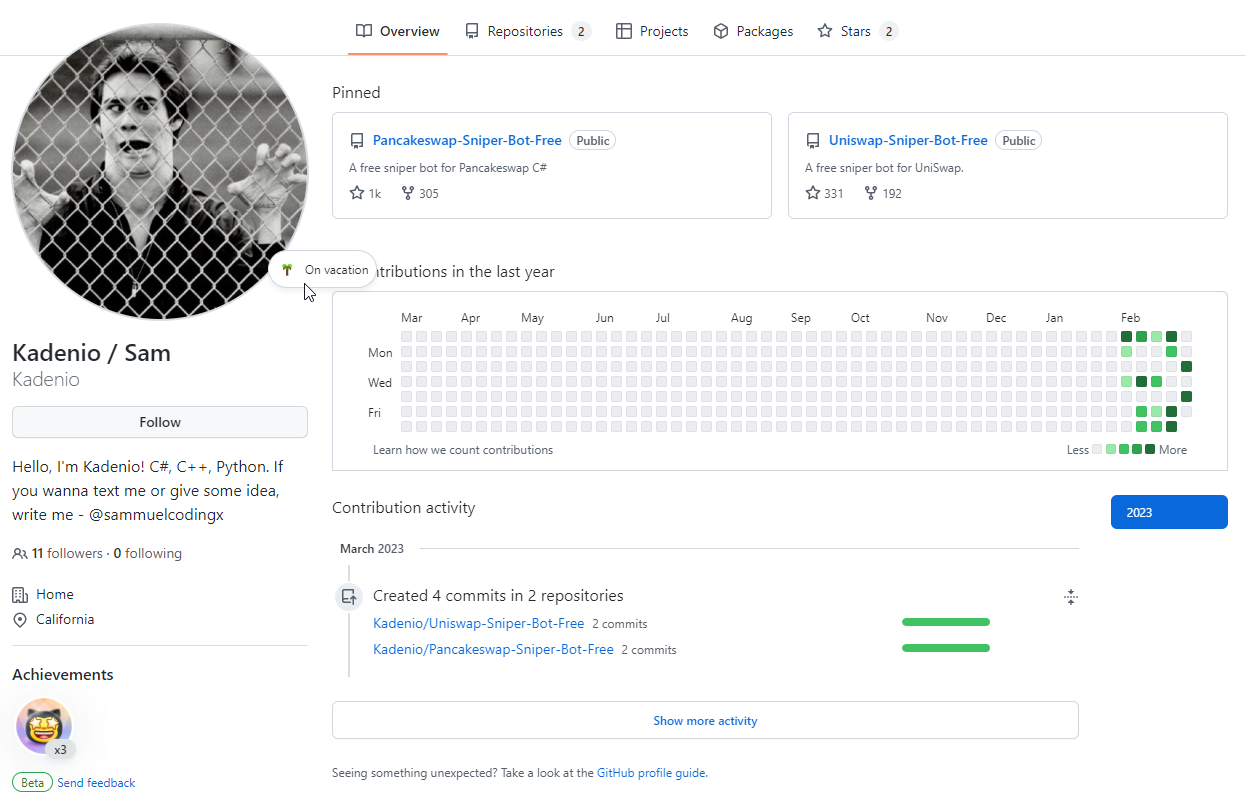 Overview
Repositories 2
Projects
Packages
Stars 2
Pinned
Pancakeswap-Sniper-Bot-Free Public
A free sniper bot for Pancakeswap C#
1k 305
Uniswap-Sniper-Bot-Free Public
A free sniper bot for UniSwap.
331 192
On vacation
ntributions in the last year
Mar Apr May Jun Jul Aug Sep Oct Nov Dec Jan Feb
Mon
Wed
Fri
Learn how we count contributions
Less More
Kadenio / Sam
Kadenio
Follow
Hello, I'm Kadenio! C#, C++, Python. If
you wanna text me or give some idea,
write me - @sammuelcodingx
11 followers · 0 following
Home
California
Achievements
x3
Beta Send feedback
Contribution activity
2023
March 2023
Created 4 commits in 2 repositories
Kadenio/Uniswap-Sniper-Bot-Free 2 commits
Kadenio/Pancakeswap-Sniper-Bot-Free 2 commits
Show more activity
Seeing something unexpected? Take a look at the GitHub profile guide.